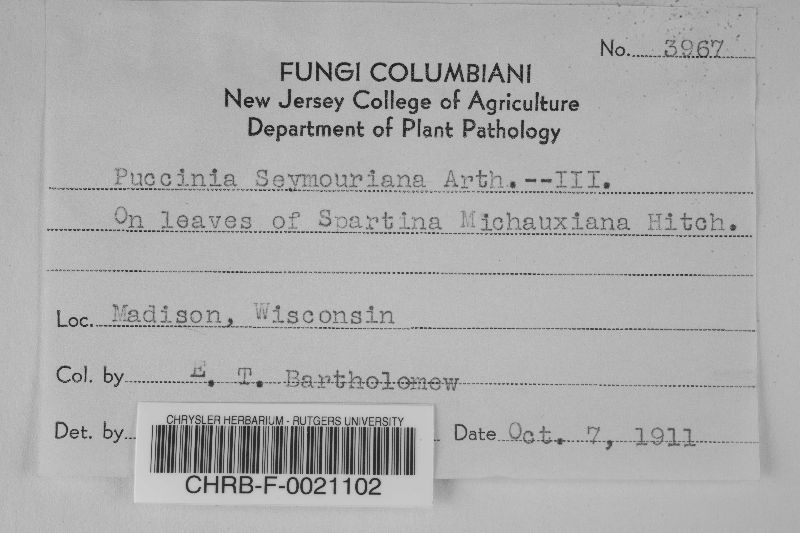 No. 3967
FUNGI COLUMBIANI
New Jersey College of Agriculture
Department of Plant Pathology
Puccinia Seymouriana Arth.--III.
On leaves of Spartina Michauxiana Hitch.
Loc. Madison, Wisconsin
Col. by E. T. Bartholomew
Det. by Date Oct. 7, 1911
CHRYSLER HERBARIUM - RUTGERS UNIVERSITY
CHRB-F-0021102